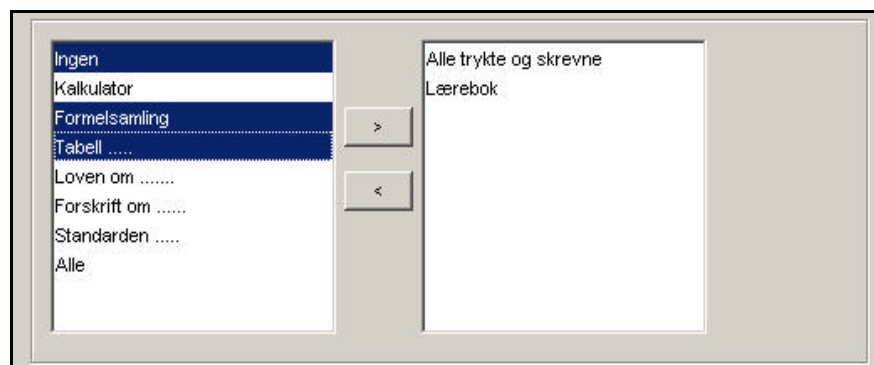 Ingen
Kalkulator
Formelsamling
Tabell .....
Loven om .......
Forskrift om ......
Standarden .....
Alle
>
<
Alle trykte og skrevne
Lærebok